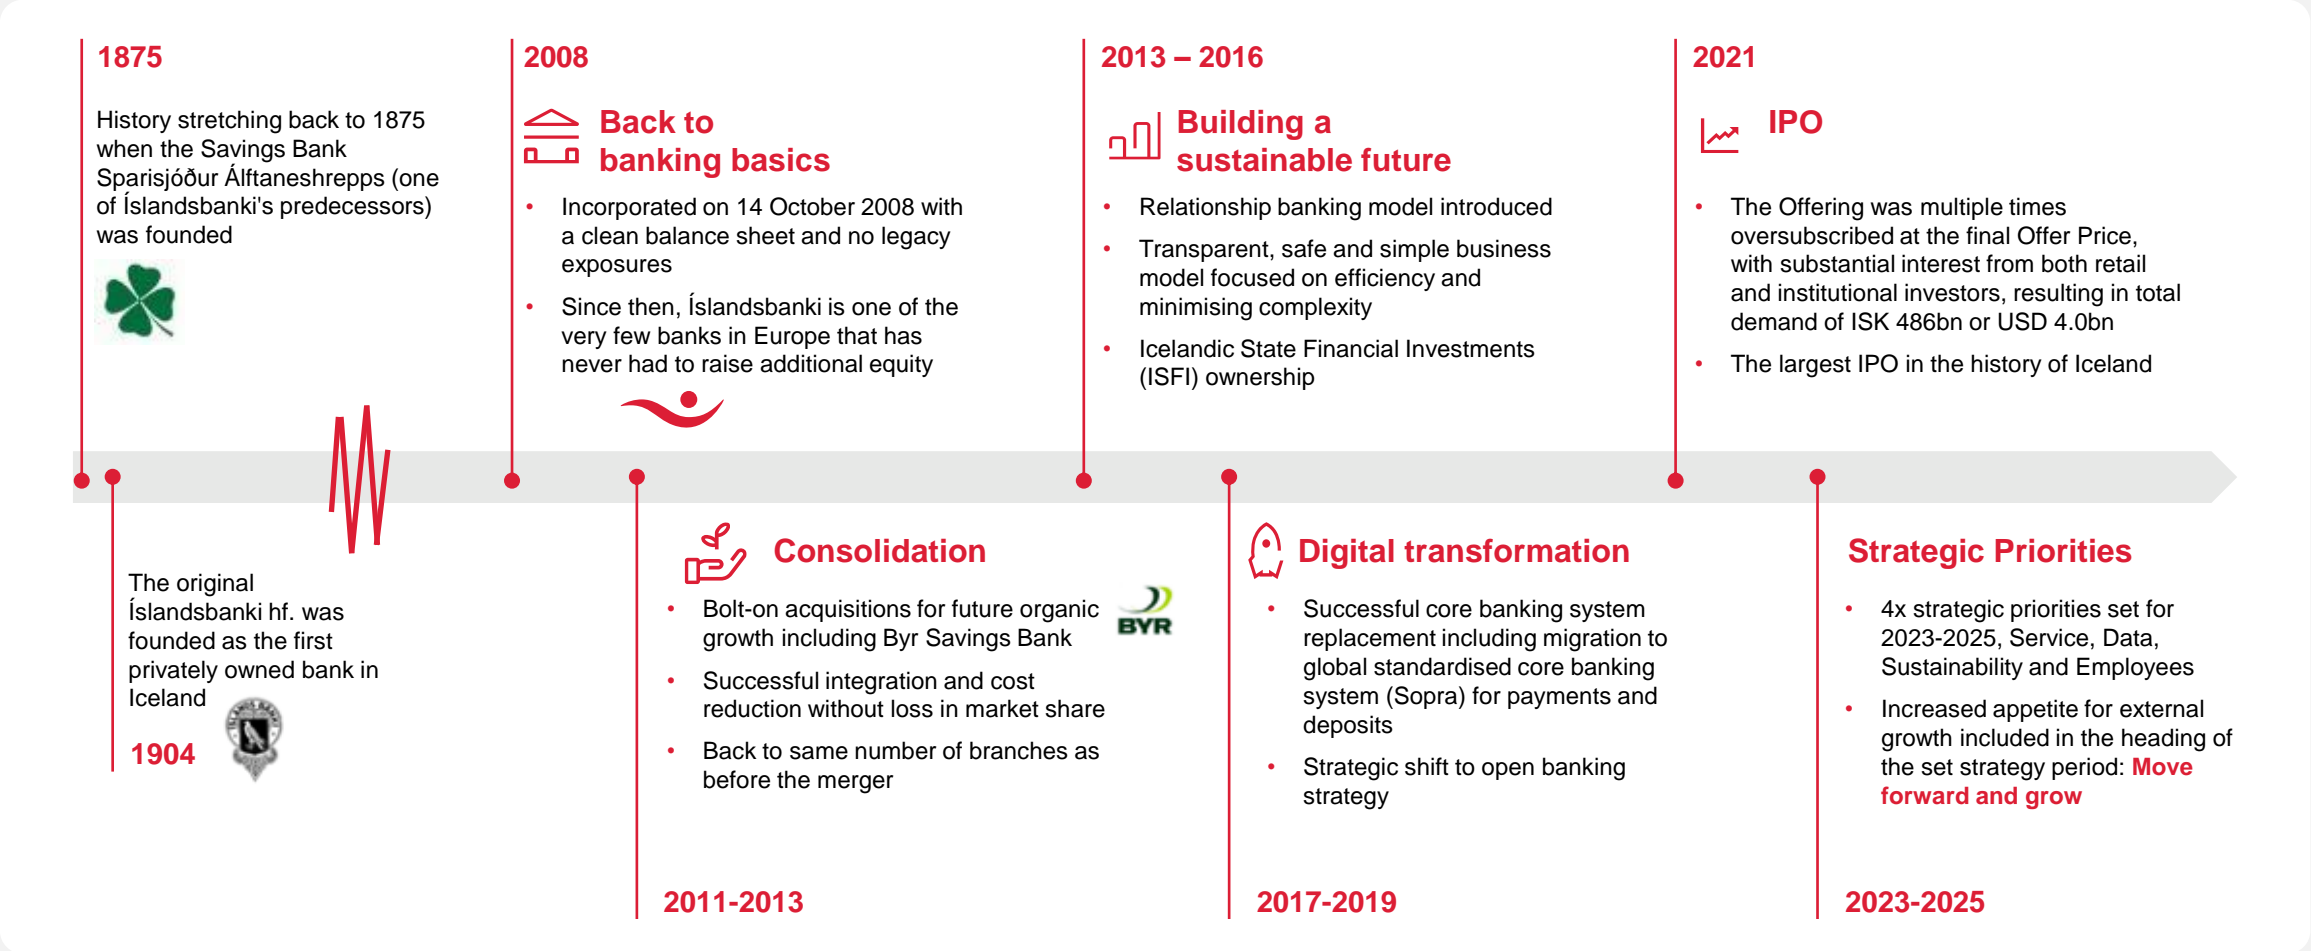 1875
History stretching back to 1875
when the Savings Bank
Sparisjóður Álftaneshrepps (one
of Íslandsbanki's predecessors)
was founded
2008
Back to
banking basics
• Incorporated on 14 October 2008 with
a clean balance sheet and no legacy
exposures
• Since then, Íslandsbanki is one of the
very few banks in Europe that has
never had to raise additional equity
2013 – 2016
Building a
sustainable future
• Relationship banking model introduced
• Transparent, safe and simple business
model focused on efficiency and
minimising complexity
• Icelandic State Financial Investments
(ISFI) ownership
2021
IPO
• The Offering was multiple times
oversubscribed at the final Offer Price,
with substantial interest from both retail
and institutional investors, resulting in total
demand of ISK 486bn or USD 4.0bn
• The largest IPO in the history of Iceland
The original
Íslandsbanki hf. was
founded as the first
privately owned bank in
Iceland
ÍSLANDS BANKI
1904
Consolidation
• Bolt-on acquisitions for future organic
growth including Byr Savings Bank
BYR
• Successful integration and cost
reduction without loss in market share
• Back to same number of branches as
before the merger
2011-2013
Digital transformation
• Successful core banking system
replacement including migration to
global standardised core banking
system (Sopra) for payments and
deposits
• Strategic shift to open banking
strategy
2017-2019
Strategic Priorities
• 4x strategic priorities set for
2023-2025, Service, Data,
Sustainability and Employees
• Increased appetite for external
growth included in the heading of
the set strategy period: Move
forward and grow
2023-2025